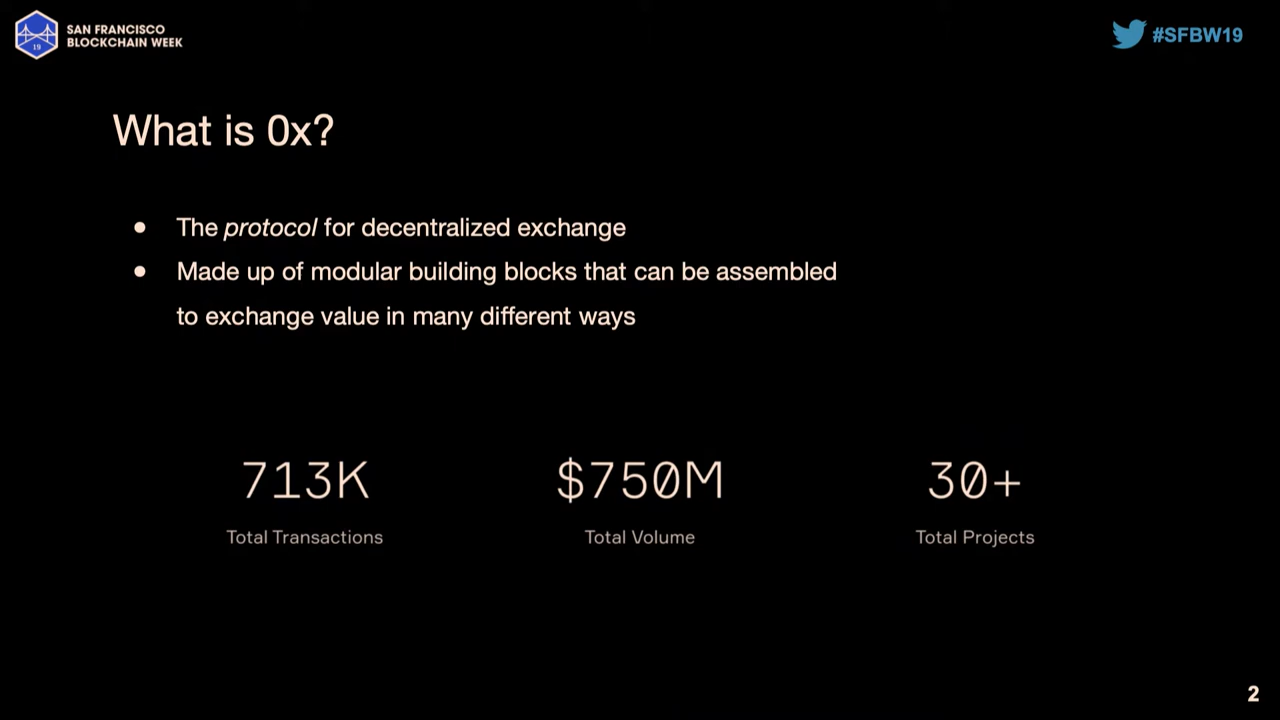 SAN FRANCISCO
BLOCKCHAIN WEEK
19
#SFBW19
What is 0x?
● The protocol for decentralized exchange
● Made up of modular building blocks that can be assembled
to exchange value in many different ways
713K
Total Transactions
$750M
Total Volume
30+
Total Projects
2